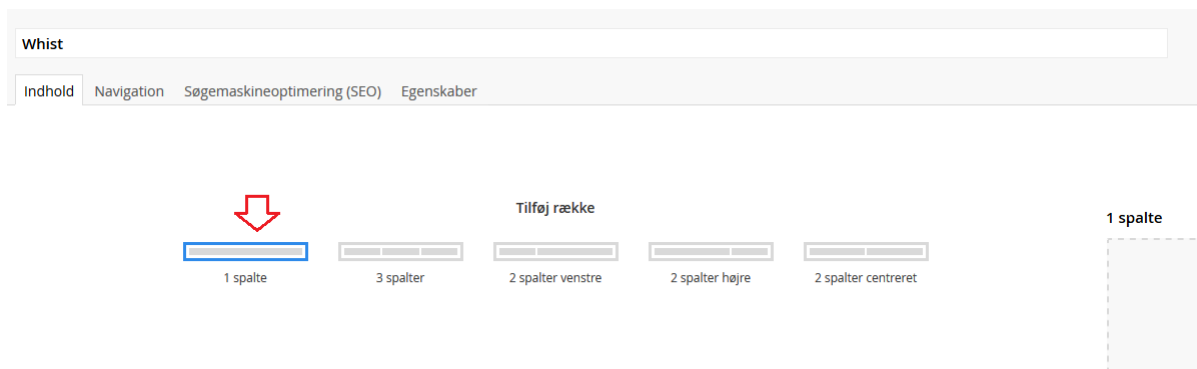 Whist
Indhold Navigation Søgemaskineoptimering (SEO) Egenskaber
Tilføj række
1 spalte
1 spalte 3 spalter 2 spalter venstre 2 spalter højre 2 spalter centreret